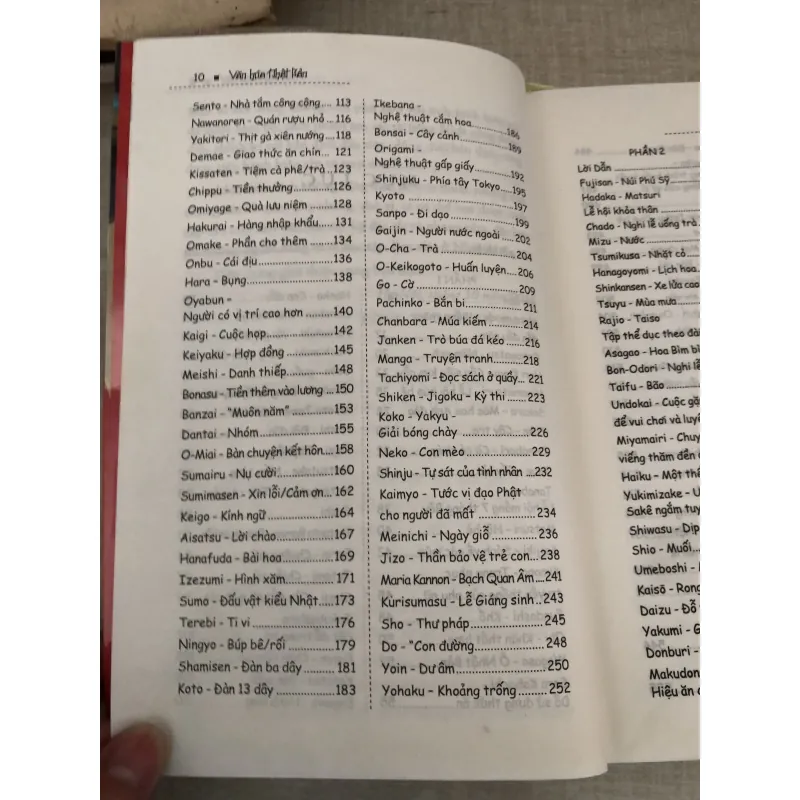 10 ■ Văn hóa Nhật Bản
Sento - Nhà tắm công cộng .... 113
Nawanoren - Quán rượu nhỏ .. 116
Yakitori - Thịt gà xiên nướng .... 118
Demae - Giao thức ăn chín... 121
Kissaten - Tiệm cà phê/trà .. 123
Chippu - Tiền thưởng ........... 126
Omiyage - Quà lưu niệm ........ 128
Hakurai - Hàng nhập khẩu.... 131
Omake - Phần cho thêm ....... 134
Onbu - Cái địu .................. 136
Hara - Bụng ..................... 138
Oyabun -
Người có vị trí cao hơn ....... 140
Kaigi - Cuộc họp................. 142
Keiyaku - Hợp đồng ............ 145
Meishi - Danh thiếp............. 148
Bonasu - Tiền thêm vào lương ... 150
Banzai - "Muôn năm" ........... 153
Dantai - Nhóm.................. 155
O-Miai - Bàn chuyện kết hôn... 158
Sumairu - Nụ cười............. 160
Sumimasen - Xin lỗi/Cảm ơn... 162
Keigo - Kính ngữ .............. 164
Aisatsu - Lời chào.............. 167
Hanafuda - Bài hoa............. 169
Izezumi - Hình xăm............. 171
Sumo - Đấu vật kiểu Nhật..... 173
Terebi - Ti vi .................. 176
Ningyo - Búp bê/rối ........... 179
Shamisen - Đàn ba dây ....... 181
Koto - Đàn 13 dây ............. 183
Ikebana -
Nghệ thuật cắm hoa ........... 186
Bonsai - Cây cảnh.............. 189
Origami -
Nghệ thuật gấp giấy ........... 192
Shinjuku - Phía tây Tokyo.... 195
Kyoto ........................... 197
Sanpo - Đi dạo ................. 199
Gaijin - Người nước ngoài .... 202
O-Cha - Trà .................... 204
O-Keikogoto - Huấn luyện.... 206
Go - Cờ ......................... 209
Pachinko - Bắn bi............... 211
Chanbara - Múa kiếm ......... 214
Janken - Trò búa đá kéo...... 216
Manga - Truyện tranh......... 218
Tachiyomi - Đọc sách ở quầy... 221
Shiken - Jigoku - Kỳ thi ...... 223
Koko - Yakyu -
Giải bóng chày ................. 226
Neko - Con mèo ................ 229
Shinju - Tự sát của tình nhân .... 232
Kaimyo - Tước vị đạo Phật
cho người đã mất .............. 234
Meinichi - Ngày giỗ............. 236
Jizo - Thần bảo vệ trẻ con.... 238
Maria Kannon - Bạch Quan Âm .... 241
Kurisumasu - Lễ Giáng sinh .. 243
Sho - Thư pháp................. 245
Do - "Con đường................ 248
Yoin - Dư âm ................... 250
Yohaku - Khoảng trống......... 252
PHẦN 2
Lời Dẫn
Fujisan - Núi Phú Sỹ
Hadaka - Matsuri
Lễ hội khỏa thân
Chado - Nghi lễ uống trà
Mizu - Nước
Tsumikusa - Nhặt cỏ
Hanagoyomi - Lịch hoa
Shinkansen - Xe lửa cao
Tsuyu - Mùa mưa
Rajio - Taiso
Tập thể dục theo đài
Asagao - Hoa Bìm bì
Bon-Odori - Nghi lễ
Taifu - Bão
Undokai - Cuộc gặ
để vui chơi và luyệ
Miyamairi - Chuy
viếng thăm đền
Haiku - Một thể
Yukimizake - U
Sakê ngắm tuy
Shiwasu - Dịp
Shio - Muối
Umeboshi - M
Kaisō - Rong
Daizu - Đỗ
Yakumi - G
Donburi -
Makudon
Hiệu ăn